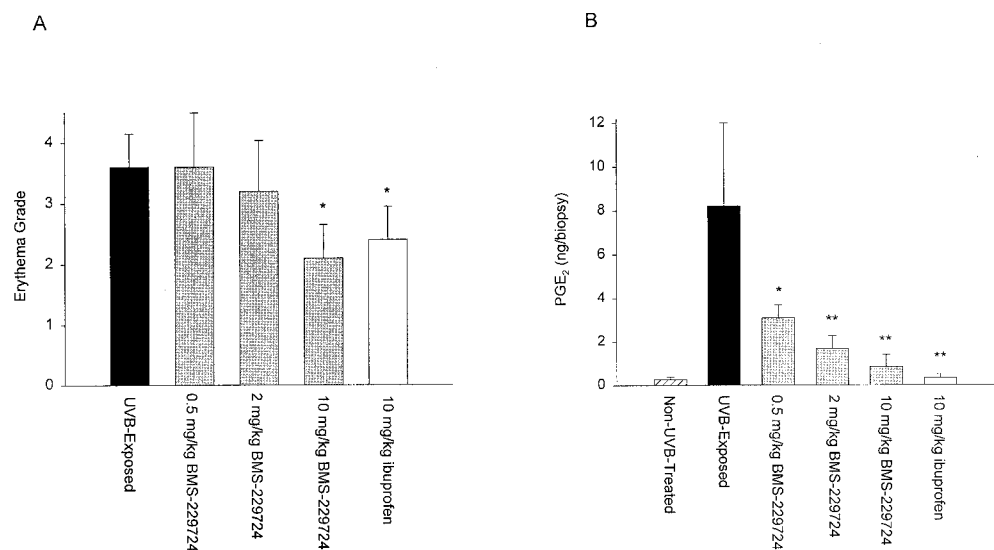 A
Erythema Grade
4
3
2
1
0
*
*
UVB-Exposed
0.5 mg/kg BMS-229724
2 mg/kg BMS-229724
10 mg/kg BMS-229724
10 mg/kg ibuprofen
B
PGE₂ (ng/biopsy)
12
10
8
6
4
2
0
*
**
**
**
Non-UVB-Treated
UVB-Exposed
0.5 mg/kg BMS-229724
2 mg/kg BMS-229724
10 mg/kg BMS-229724
10 mg/kg ibuprofen